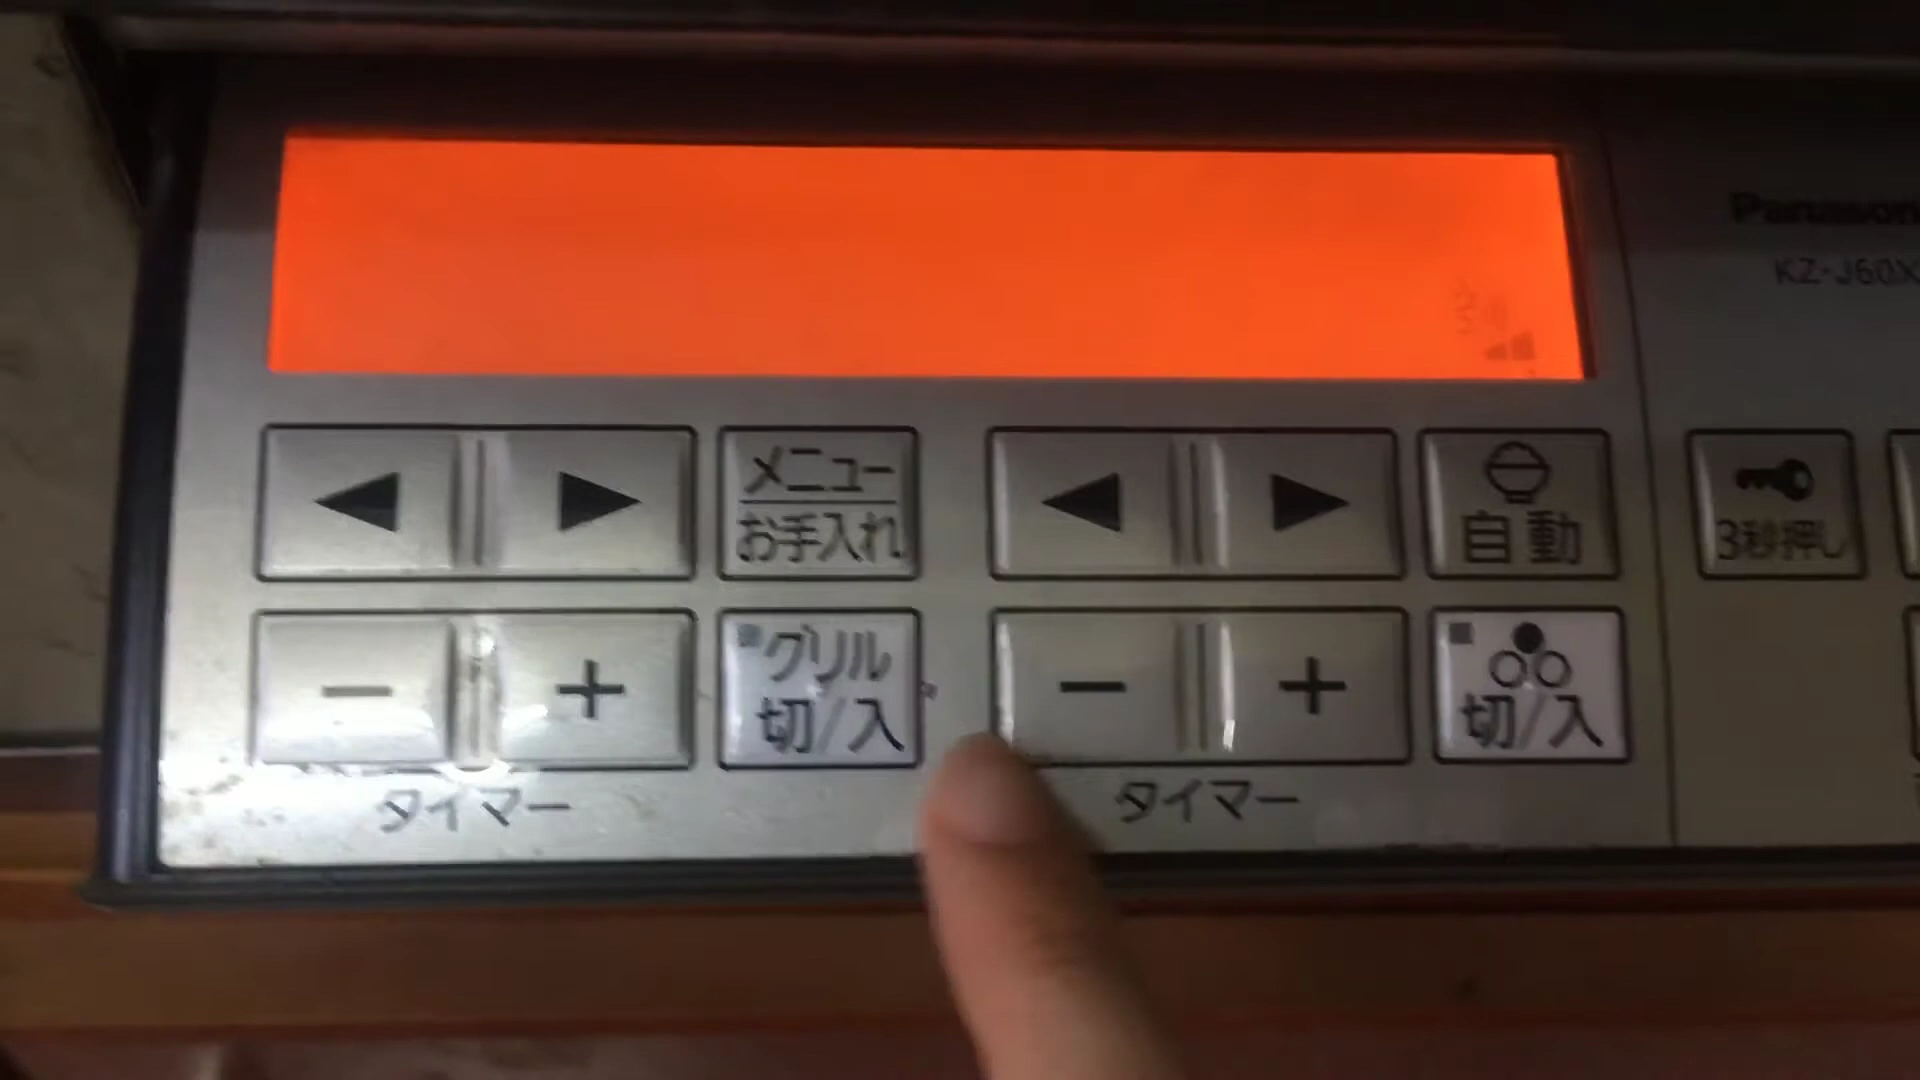 Panason
KZ-J60X
メニュー
お手入れ
自動
3秒押し
グリル
切/入
切/入
タイマー
タイマー